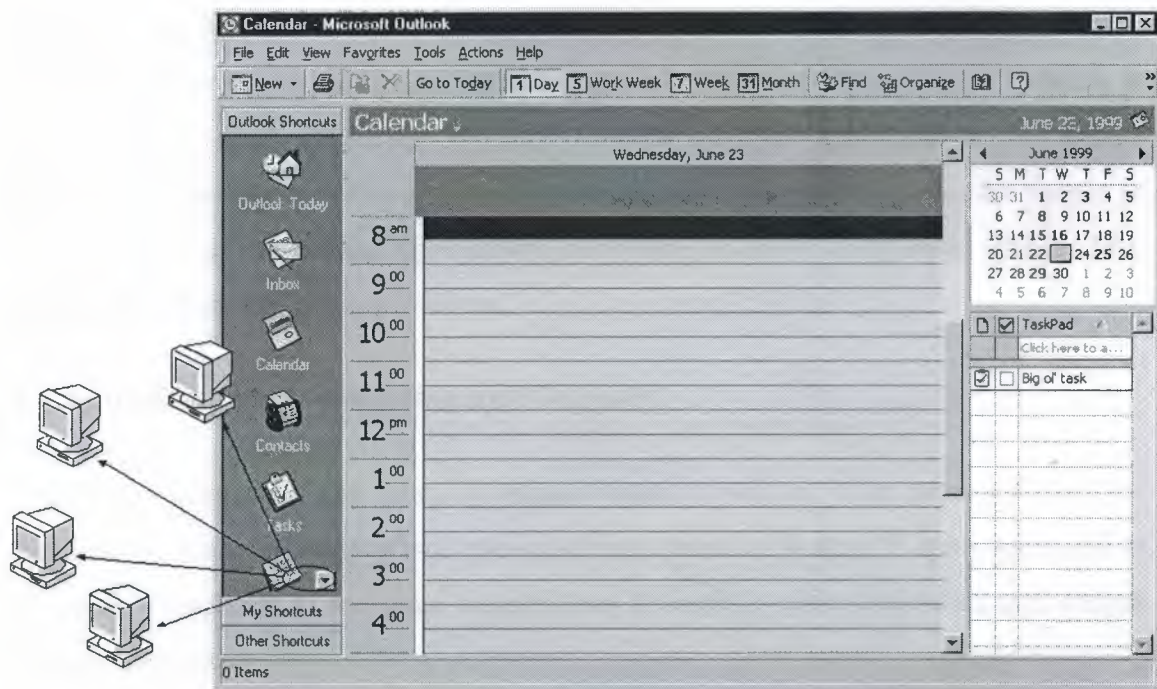 Calendar - Microsoft Outlook
File Edit View Favorites Tools Actions Help
New Go to Today 1 Day 5 Work Week 7 Week 31 Month Find Organize
Outlook Shortcuts
Calendar
June 23, 1999
Outlook Today
Inbox
Calendar
Contacts
Tasks
My Shortcuts
Other Shortcuts
Wednesday, June 23
8 am
9 00
10 00
11 00
12 pm
1 00
2 00
3 00
4 00
June 1999
S M T W T F S
30 31 1 2 3 4 5
6 7 8 9 10 11 12
13 14 15 16 17 18 19
20 21 22 24 25 26
27 28 29 30 1 2 3
4 5 6 7 8 9 10
TaskPad
Click here to a...
Big ol' task
0 Items